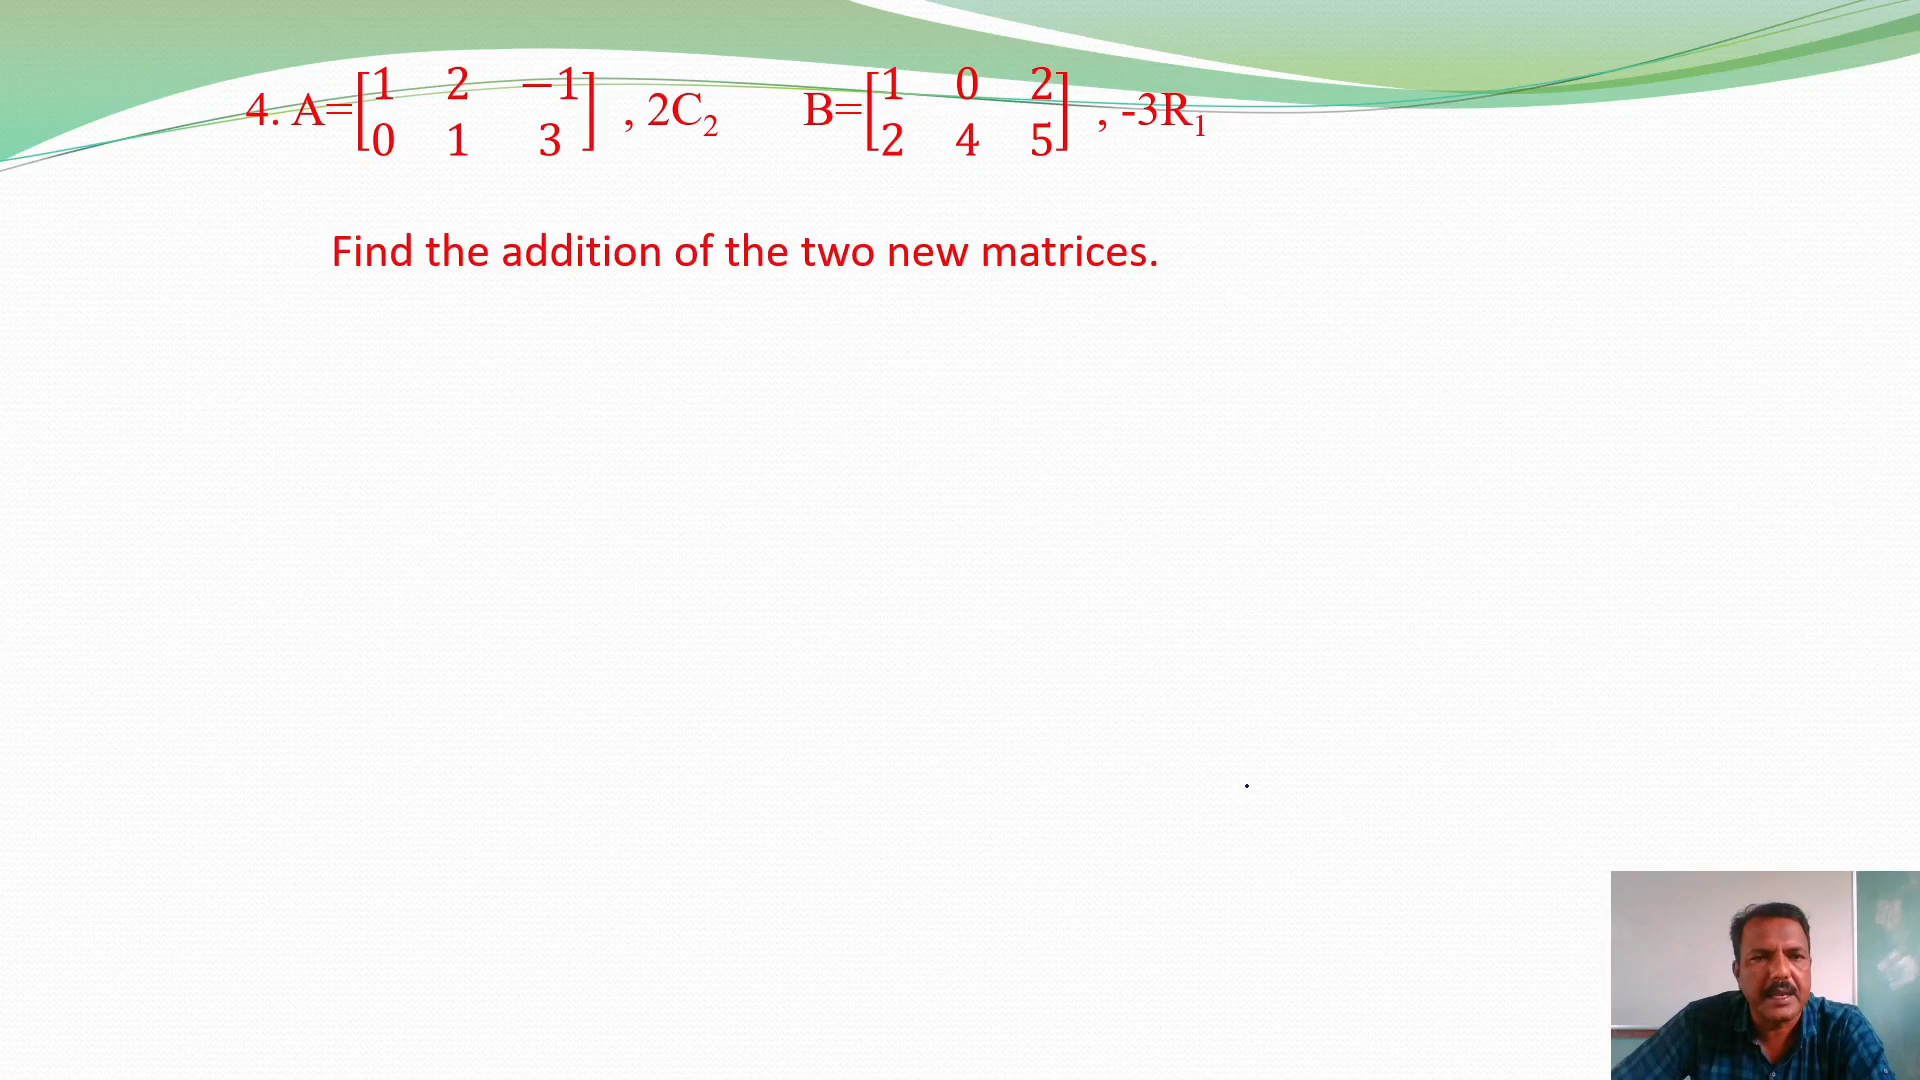 4. A=[1 2 −1 0 1 3] , 2C₂ B=[1 0 2 2 4 5] , -3R₁
Find the addition of the two new matrices.